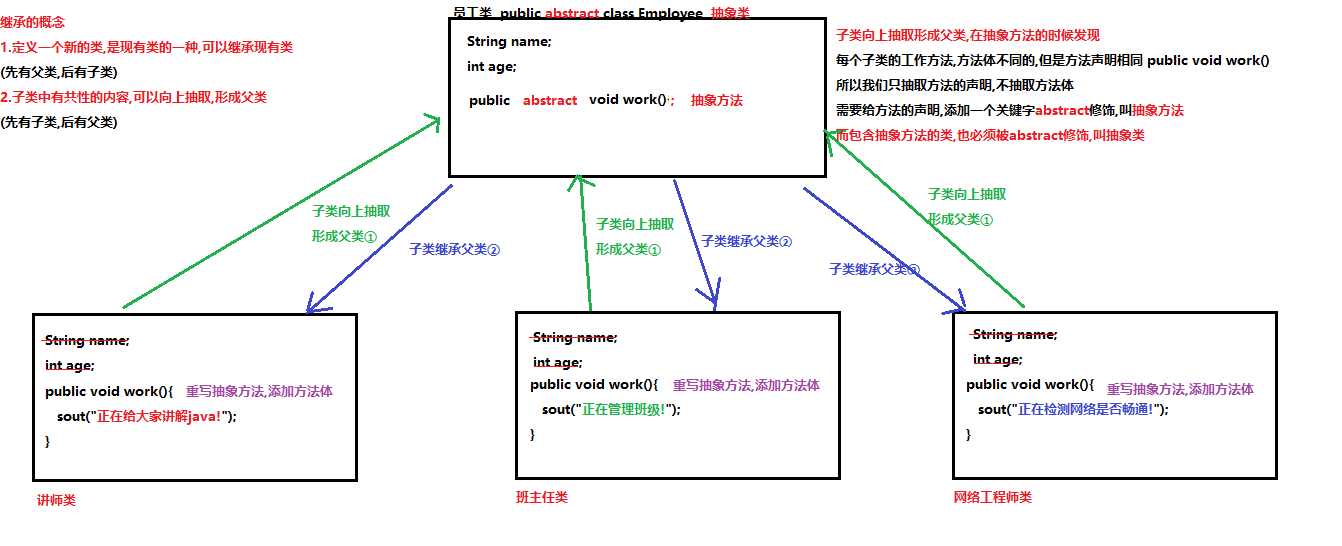 继承的概念
1.定义一个新的类,是现有类的一种,可以继承现有类
(先有父类,后有子类)
2.子类中有共性的内容,可以向上抽取,形成父类
(先有子类,后有父类)
员工类 public abstract class Employee 抽象类
String name;
int age;
public abstract void work(); 抽象方法
子类向上抽取形成父类,在抽象方法的时候发现
每个子类的工作方法,方法体不同的,但是方法声明相同 public void work()
所以我们只抽取方法的声明,不抽取方法体
需要给方法的声明,添加一个关键字abstract修饰,叫抽象方法
而包含抽象方法的类,也必须被abstract修饰,叫抽象类
子类向上抽取
形成父类①
子类继承父类②
子类向上抽取
形成父类①
子类继承父类②
子类向上抽取
形成父类①
子类继承父类②
String name;
int age;
public void work(){ 重写抽象方法,添加方法体
sout("正在给大家讲解java!");
}
讲师类
String name;
int age;
public void work(){ 重写抽象方法,添加方法体
sout("正在管理班级!");
}
班主任类
String name;
int age;
public void work(){ 重写抽象方法,添加方法体
sout("正在检测网络是否畅通!");
}
网络工程师类